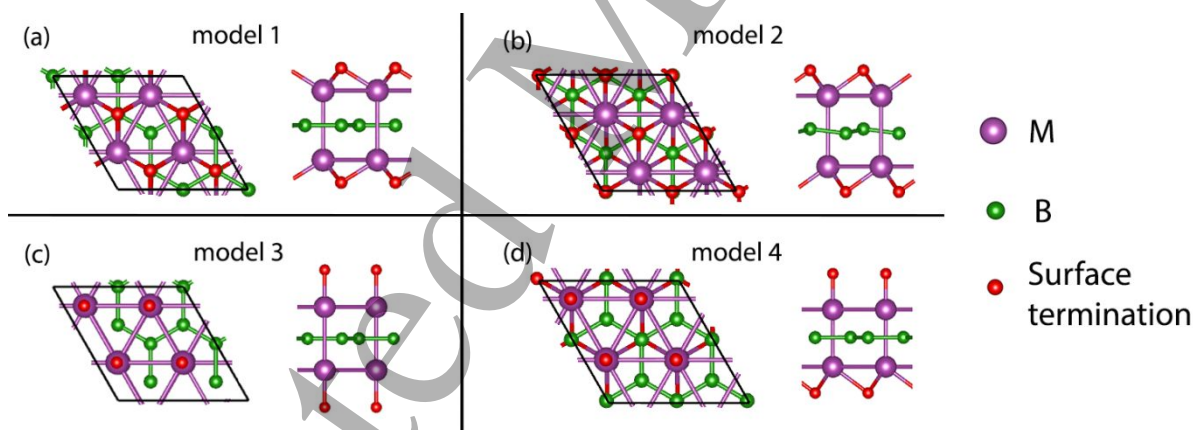 (a) model 1
(b) model 2
M
B
Surface
termination
(c) model 3
(d) model 4